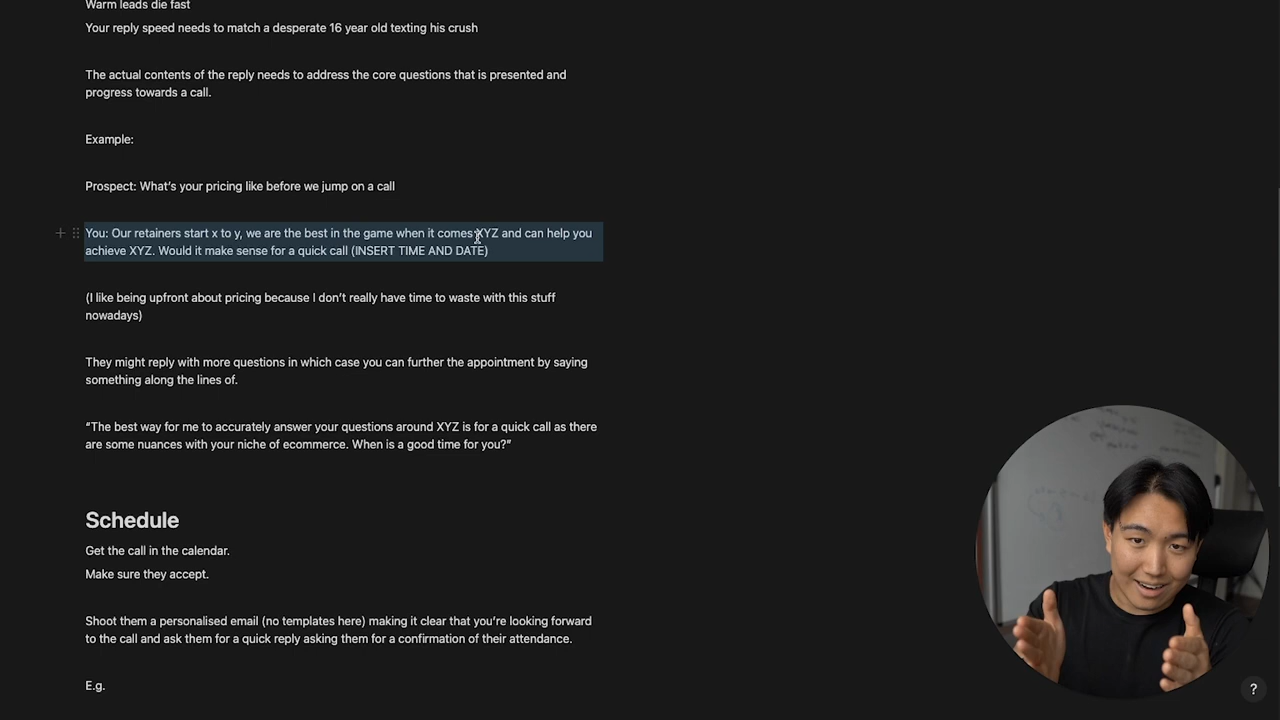 Warm leads die fast
Your reply speed needs to match a desperate 16 year old texting his crush
The actual contents of the reply needs to address the core questions that is presented and
progress towards a call.
Example:
Prospect: What's your pricing like before we jump on a call
You: Our retainers start x to y, we are the best in the game when it comes XYZ and can help you
achieve XYZ. Would it make sense for a quick call (INSERT TIME AND DATE)
(I like being upfront about pricing because I don't really have time to waste with this stuff
nowadays)
They might reply with more questions in which case you can further the appointment by saying
something along the lines of.
“The best way for me to accurately answer your questions around XYZ is for a quick call as there
are some nuances with your niche of ecommerce. When is a good time for you?”
Schedule
Get the call in the calendar.
Make sure they accept.
Shoot them a personalised email (no templates here) making it clear that you're looking forward
to the call and ask them for a quick reply asking them for a confirmation of their attendance.
E.g.
?